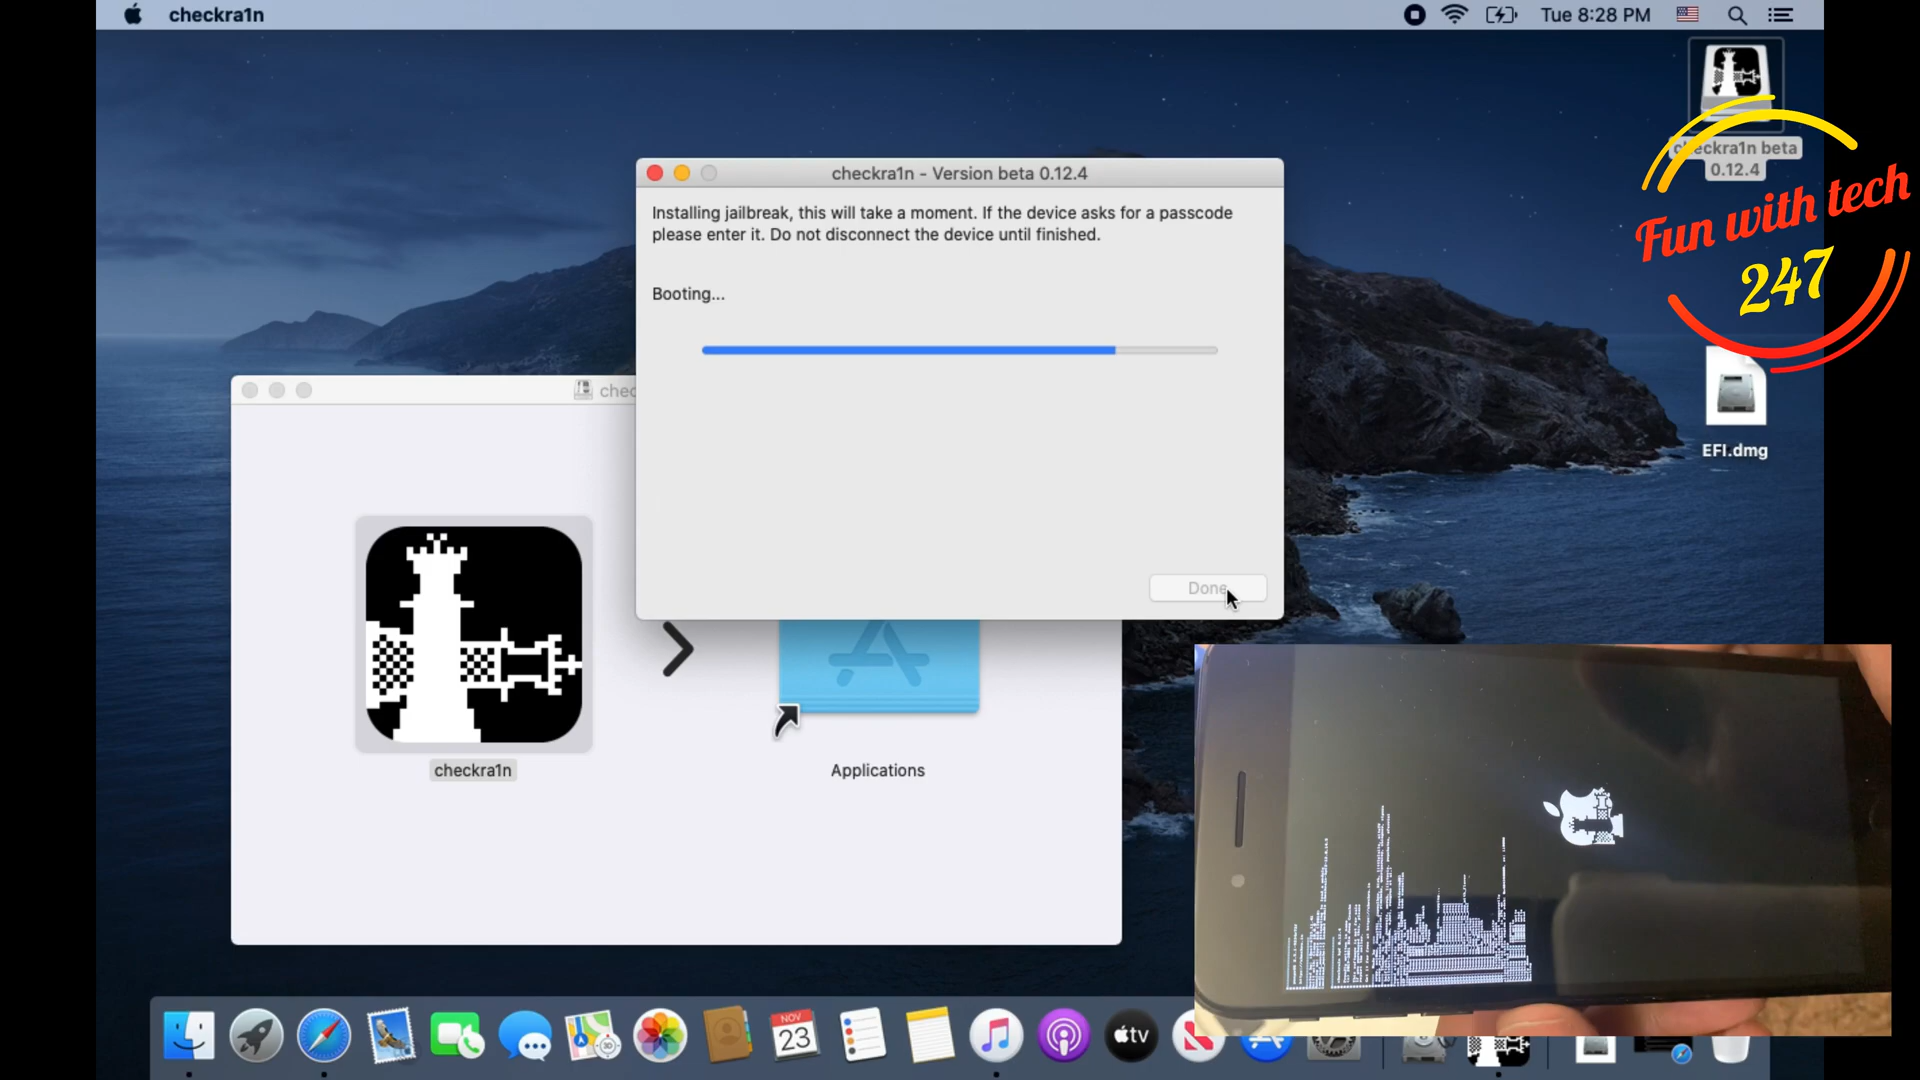 checkra1n
Tue 8:28 PM
checkra1n beta
0.12.4
Fun with tech
247
checkra1n - Version beta 0.12.4
Installing jailbreak, this will take a moment. If the device asks for a passcode
please enter it. Do not disconnect the device until finished.
Booting...
Done
EFI.dmg
checkra1n
Applications
NOV
23
3D
tv